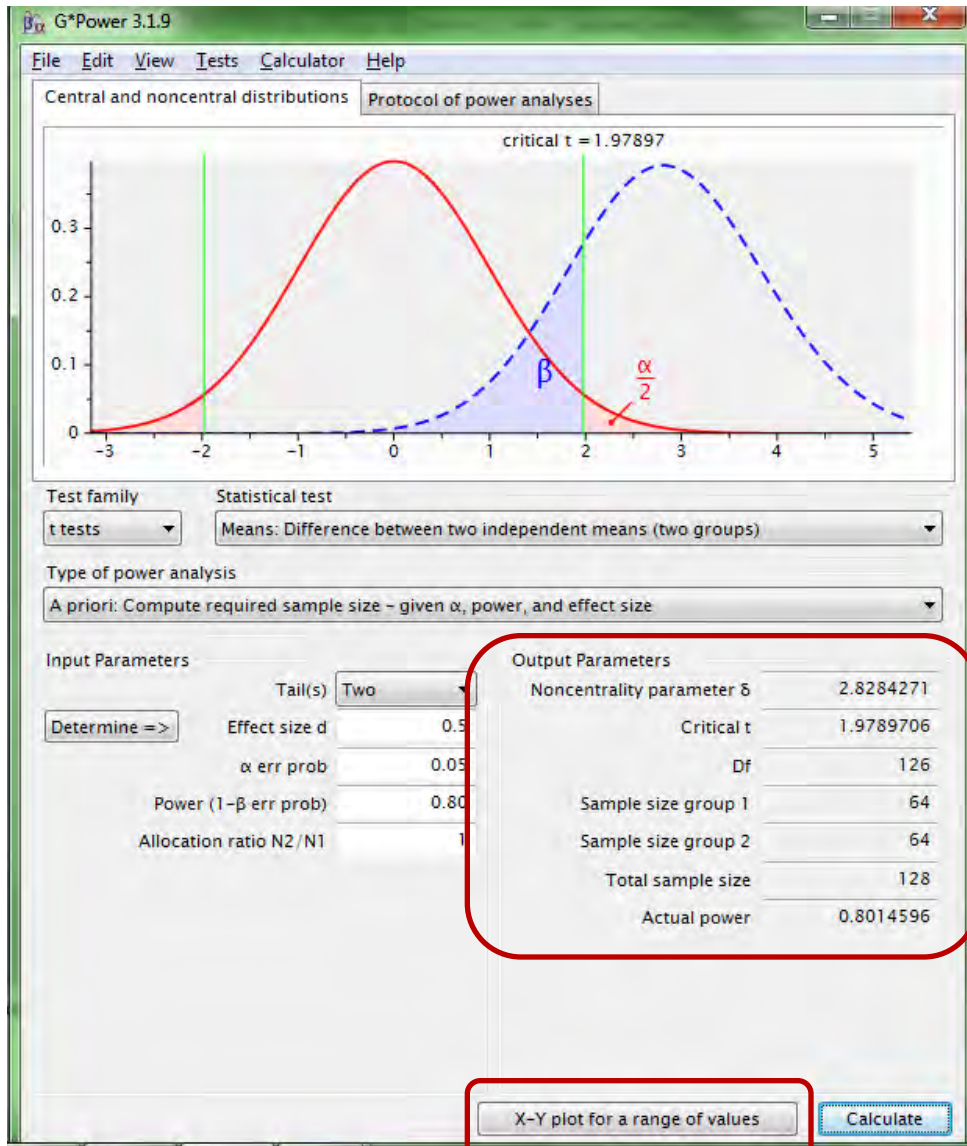 G*Power 3.1.9
File Edit View Tests Calculator Help
Central and noncentral distributions Protocol of power analyses
critical t = 1.97897
0.3
0.2
0.1
0
β
α
2
-3 -2 -1 0 1 2 3 4 5
Test family Statistical test
t tests Means: Difference between two independent means (two groups)
Type of power analysis
A priori: Compute required sample size – given α, power, and effect size
Input Parameters Output Parameters
Tail(s) Two Noncentrality parameter δ 2.8284271
Determine => Effect size d 0.5 Critical t 1.9789706
α err prob 0.05 Df 126
Power (1-β err prob) 0.80 Sample size group 1 64
Allocation ratio N2/N1 1 Sample size group 2 64
Total sample size 128
Actual power 0.8014596
X-Y plot for a range of values Calculate